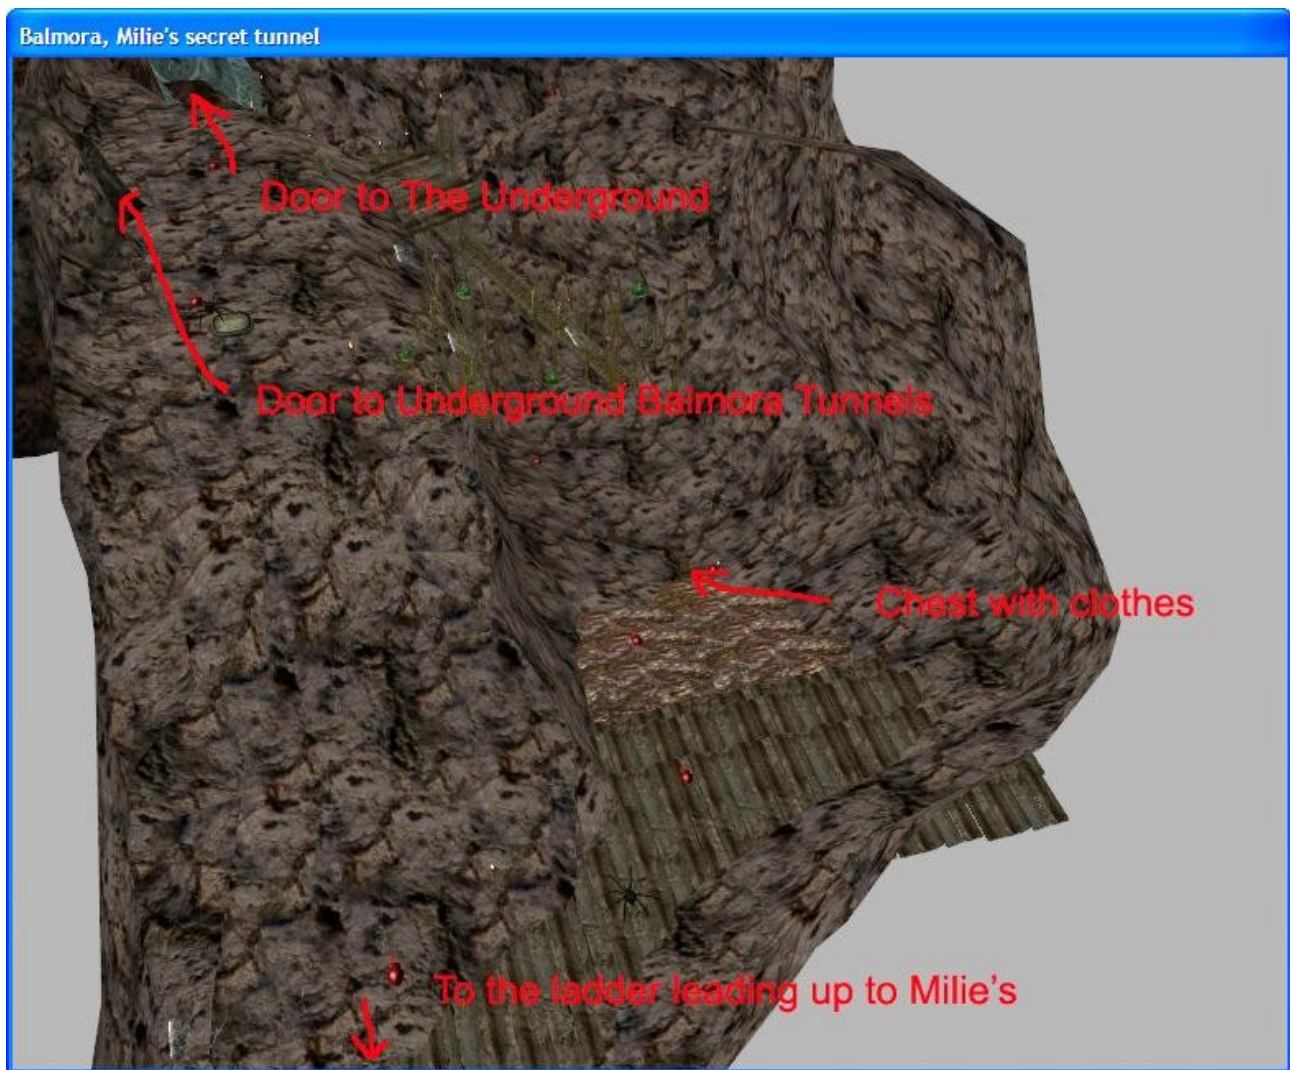 Balmora, Milie's secret tunnel
Door to The Underground
Door to Underground Balmora Tunnels
Chest with clothes
To the ladder leading up to Milie's